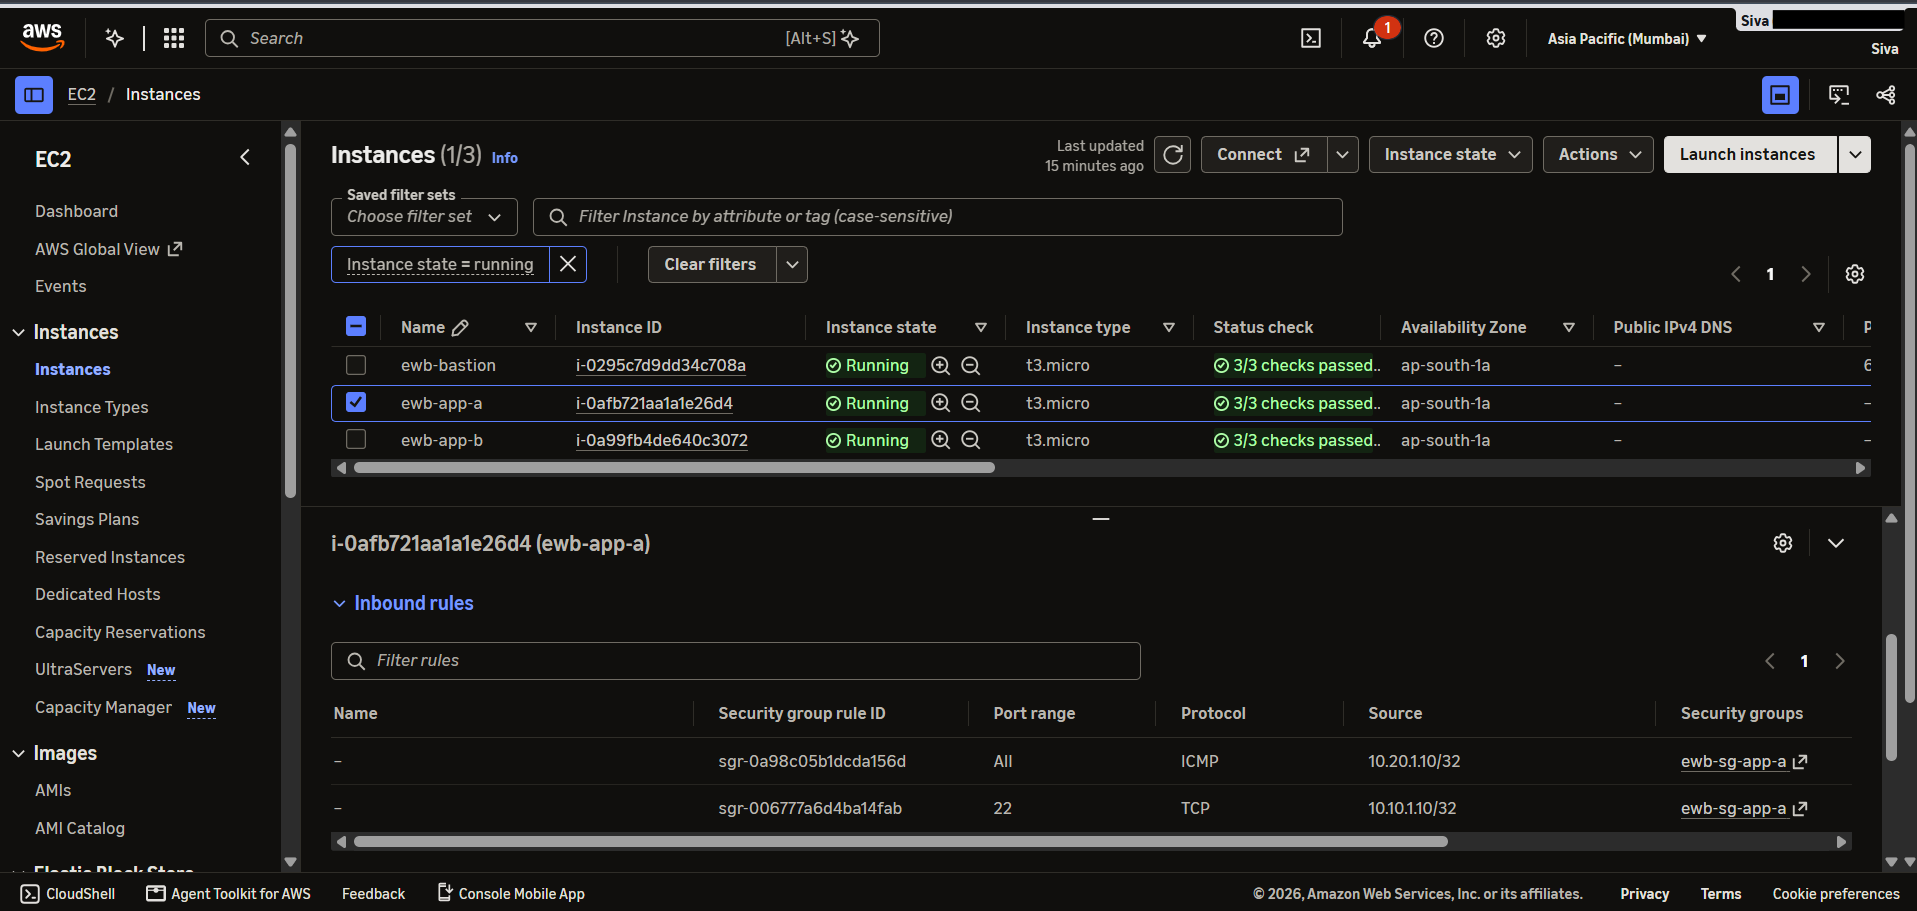 aws
Search [Alt+S]
1
Asia Pacific (Mumbai)
Siva
Siva
EC2 / Instances
EC2
Dashboard
AWS Global View
Events
Instances
Instances
Instance Types
Launch Templates
Spot Requests
Savings Plans
Reserved Instances
Dedicated Hosts
Capacity Reservations
UltraServers New
Capacity Manager New
Images
AMIs
AMI Catalog
Elastic Block Store
Instances (1/3) Info
Last updated
15 minutes ago
Connect
Instance state
Actions
Launch instances
Saved filter sets
Choose filter set
Filter Instance by attribute or tag (case-sensitive)
Instance state = running
Clear filters
1
Name Instance ID Instance state Instance type Status check Availability Zone Public IPv4 DNS P
ewb-bastion i-0295c7d9dd34c708a Running t3.micro 3/3 checks passed.. ap-south-1a – 6
ewb-app-a i-0afb721aa1a1e26d4 Running t3.micro 3/3 checks passed.. ap-south-1a – –
ewb-app-b i-0a99fb4de640c3072 Running t3.micro 3/3 checks passed.. ap-south-1a – –
i-0afb721aa1a1e26d4 (ewb-app-a)
Inbound rules
Filter rules
1
Name Security group rule ID Port range Protocol Source Security groups
– sgr-0a98c05b1dcda156d All ICMP 10.20.1.10/32 ewb-sg-app-a
– sgr-006777a6d4ba14fab 22 TCP 10.10.1.10/32 ewb-sg-app-a
CloudShell Agent Toolkit for AWS Feedback Console Mobile App © 2026, Amazon Web Services, Inc. or its affiliates. Privacy Terms Cookie preferences